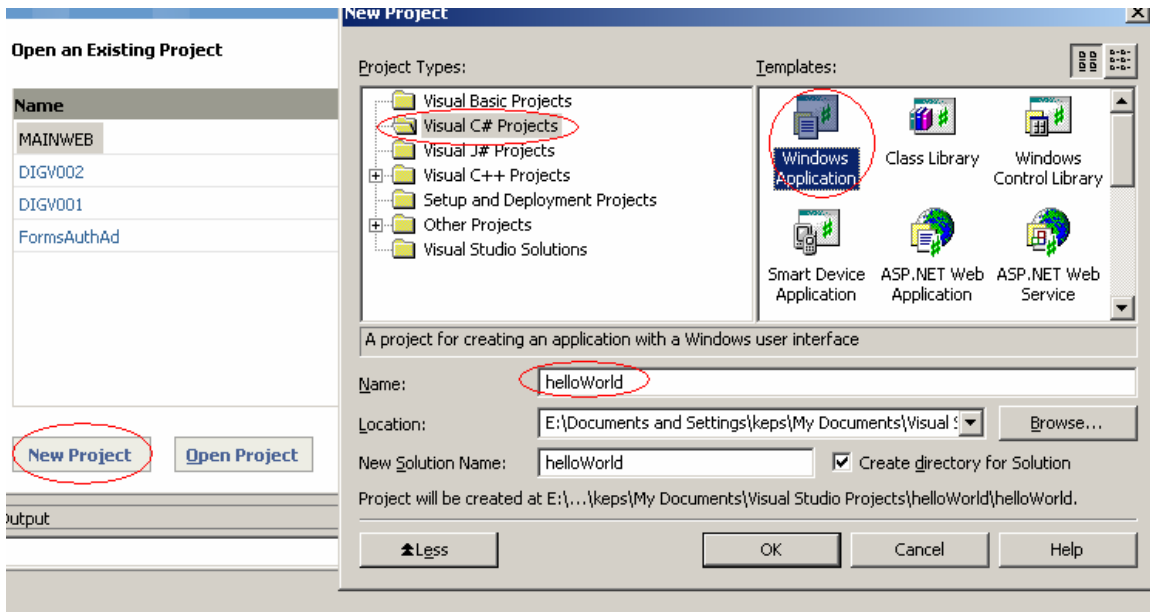 New Project
Open an Existing Project
Project Types:
Templates:
Name
MAINWEB
DIGV002
DIGV001
FormsAuthAd
Visual Basic Projects
Visual C# Projects
Visual J# Projects
Visual C++ Projects
Setup and Deployment Projects
Other Projects
Visual Studio Solutions
Windows Application
Class Library
Windows Control Library
Smart Device Application
ASP.NET Web Application
ASP.NET Web Service
A project for creating an application with a Windows user interface
Name:
helloWorld
Location:
E:\Documents and Settings\keps\My Documents\Visual
Browse...
New Project
Open Project
New Solution Name:
helloWorld
Create directory for Solution
Project will be created at E:\...\keps\My Documents\Visual Studio Projects\helloWorld\helloWorld.
Output
Less
OK
Cancel
Help